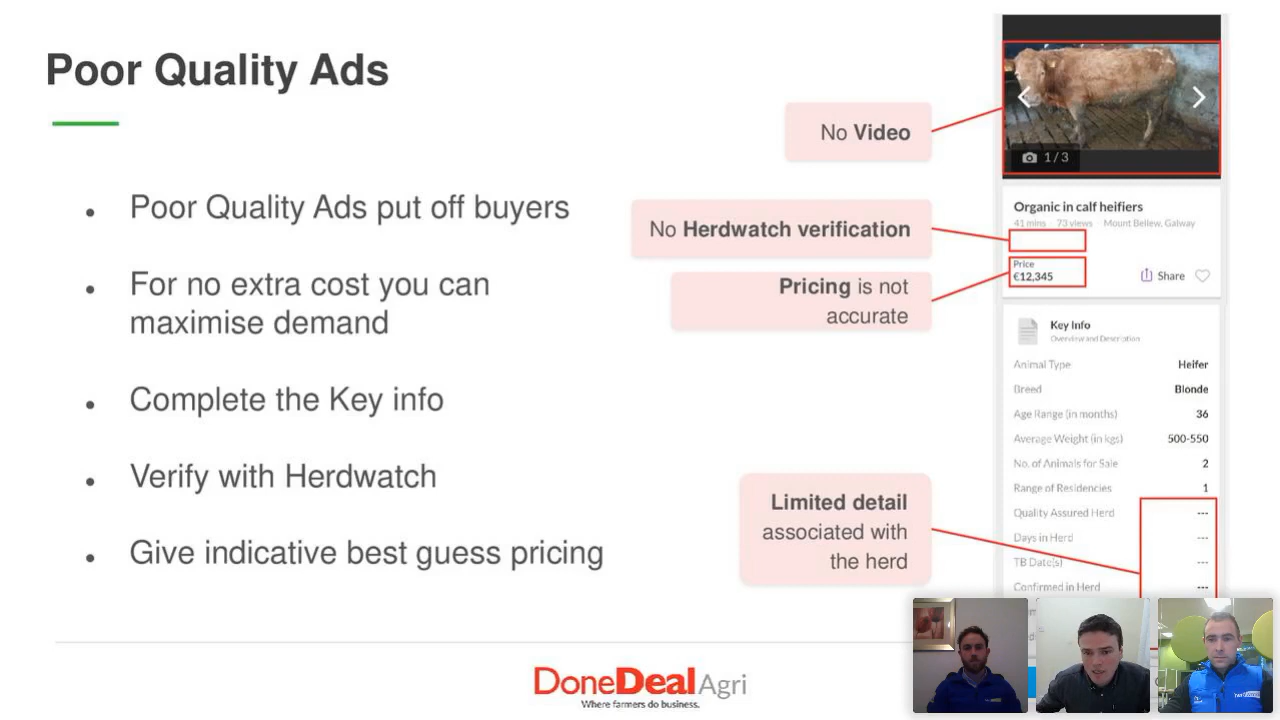 Poor Quality Ads
Poor Quality Ads put off buyers
For no extra cost you can
maximise demand
Complete the Key info
Verify with Herdwatch
Give indicative best guess pricing
No Video
No Herdwatch verification
Pricing is not
accurate
Limited detail
associated with
the herd
1 / 3
Organic in calf heifiers
41 mins 73 views Mount Bellew, Galway
Price
€12,345 Share
Key Info
Overview and Description
Animal Type Heifer
Breed Blonde
Age Range (in months) 36
Average Weight (in kgs) 500-550
No. of Animals for Sale 2
Range of Residencies 1
Quality Assured Herd ---
Days in Herd ---
TB Date(s) ---
Confirmed in Herd ---
DoneDeal Agri
Where farmers do business.